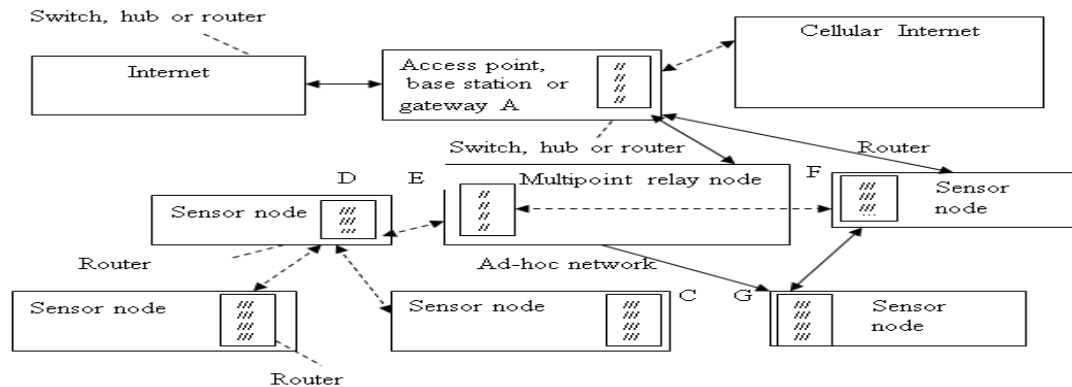 Switch, hub or router
Internet
Access point,
base station or
gateway A
Cellular Internet
Switch, hub or router
Router
D
E
Multipoint relay node
F
Sensor
node
Sensor node
Router
Ad-hoc network
Sensor node
Sensor node
C
G
Sensor
node
Router